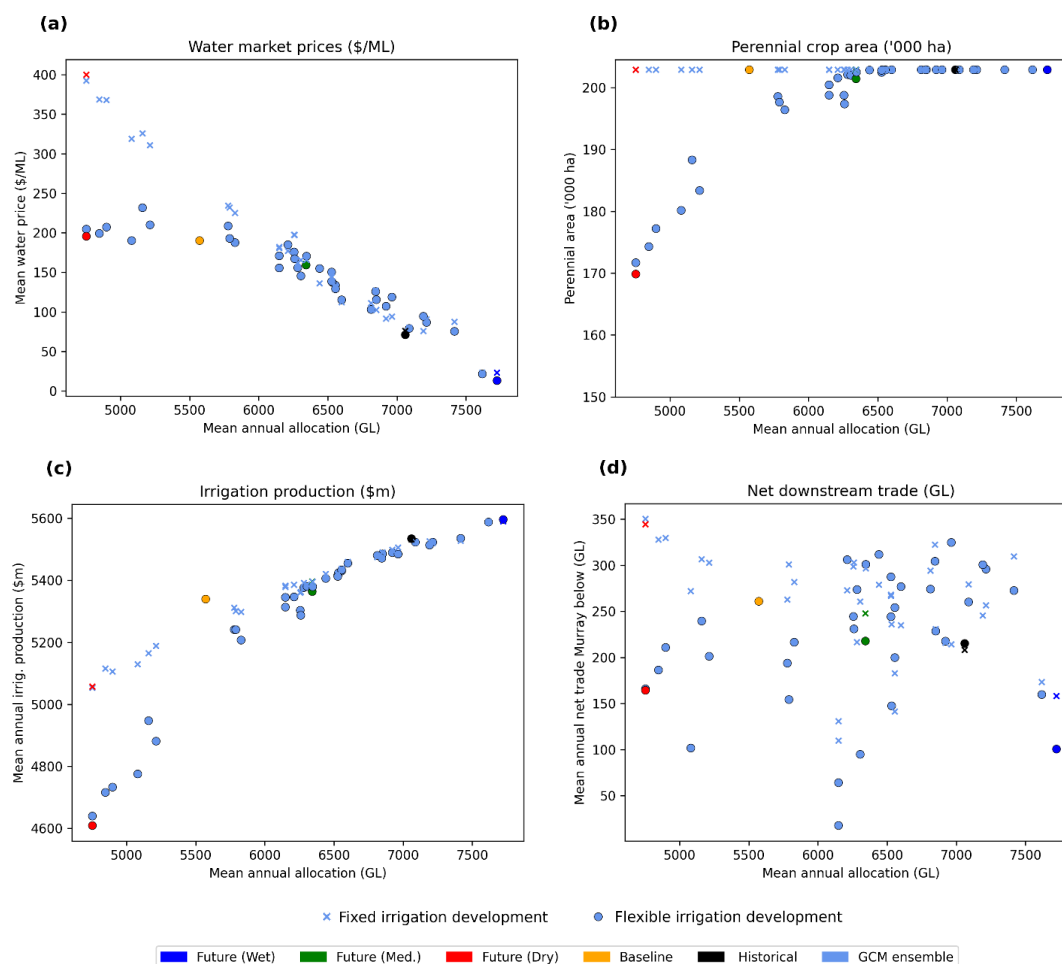 (a)
Water market prices ($/ML)
400
350
300
250
200
150
100
50
0
Mean water price ($/ML)
5000 5500 6000 6500 7000 7500
Mean annual allocation (GL)
(b)
Perennial crop area ('000 ha)
200
190
180
170
160
150
Perennial area ('000 ha)
5000 5500 6000 6500 7000 7500
Mean annual allocation (GL)
(c)
Irrigation production ($m)
5600
5400
5200
5000
4800
4600
Mean annual irrig. production ($m)
5000 5500 6000 6500 7000 7500
Mean annual allocation (GL)
(d)
Net downstream trade (GL)
350
300
250
200
150
100
50
Mean annual net trade Murray below (GL)
5000 5500 6000 6500 7000 7500
Mean annual allocation (GL)
Fixed irrigation development Flexible irrigation development
Future (Wet) Future (Med.) Future (Dry) Baseline Historical GCM ensemble